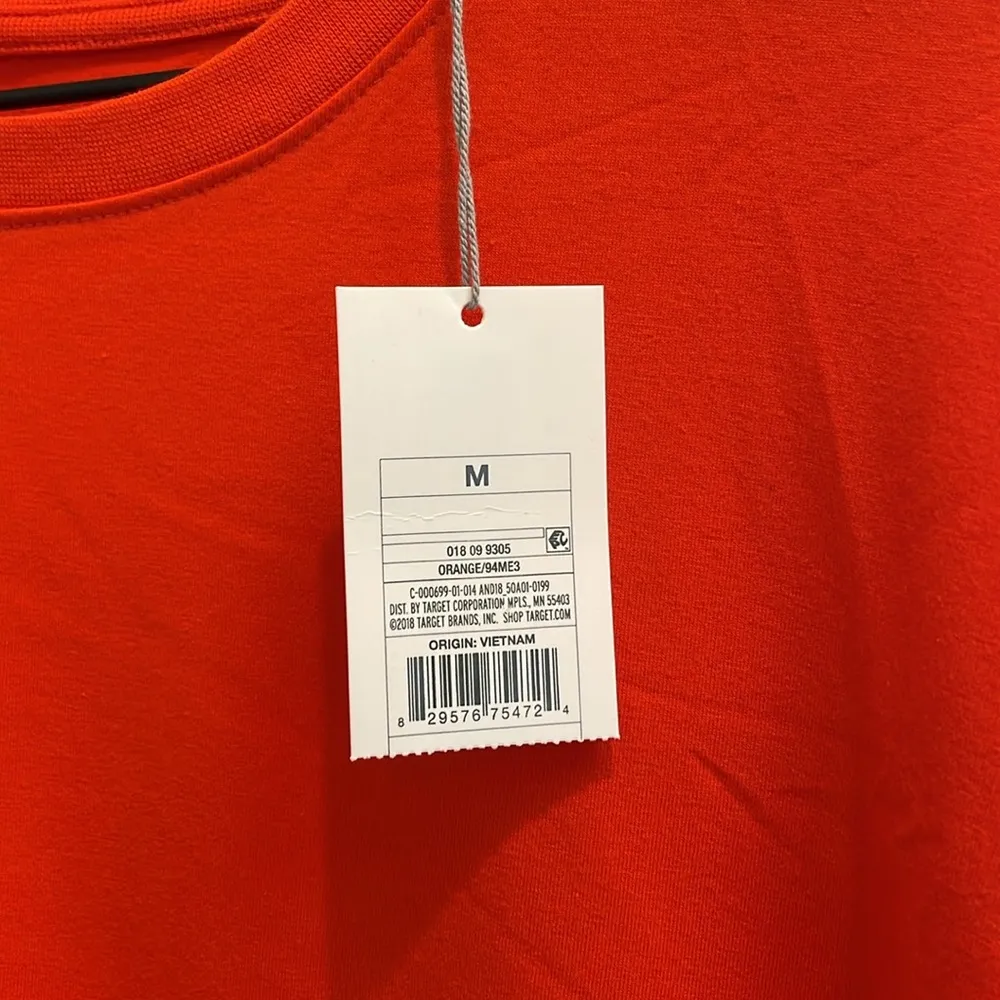 M
018 09 9305
ORANGE/94ME3
C-000699-01-014 AND18_50A01-0199
DIST. BY TARGET CORPORATION MPLS., MN 55403
©2018 TARGET BRANDS, INC. SHOP TARGET.COM
ORIGIN: VIETNAM
8 29576 75472 4